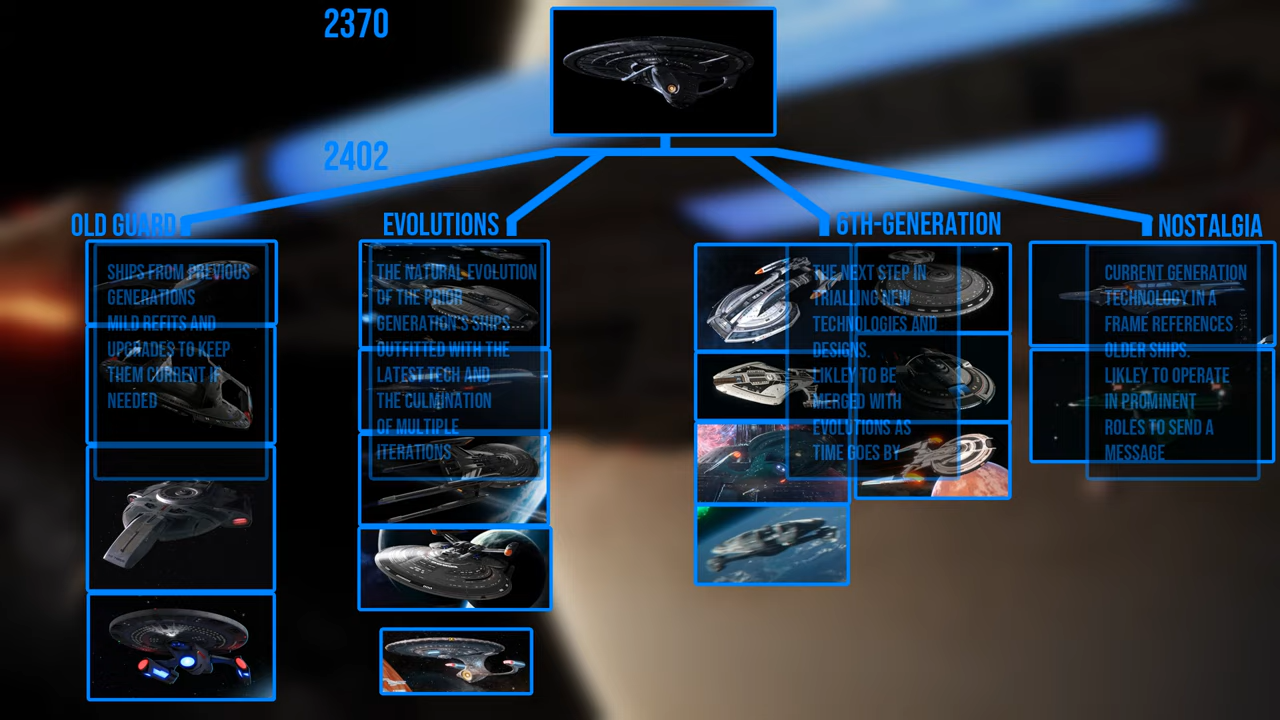 2370
2402
OLD GUARD
SHIPS FROM PREVIOUS
GENERATIONS
MILD REFITS AND
UPGRADES TO KEEP
THEM CURRENT IF
NEEDED
EVOLUTIONS
THE NATURAL EVOLUTION
OF THE PRIOR
GENERATION'S SHIPS
OUTFITTED WITH THE
LATEST TECH AND
THE CULMINATION
OF MULTIPLE
ITERATIONS
6TH-GENERATION
THE NEXT STEP IN
TRIALLING NEW
TECHNOLOGIES AND
DESIGNS.
LIKLEY TO BE
MERGED WITH
EVOLUTIONS AS
TIME GOES BY
NOSTALGIA
CURRENT GENERATION
TECHNOLOGY IN A
FRAME REFERENCES
OLDER SHIPS.
LIKLEY TO OPERATE
IN PROMINENT
ROLES TO SEND A
MESSAGE